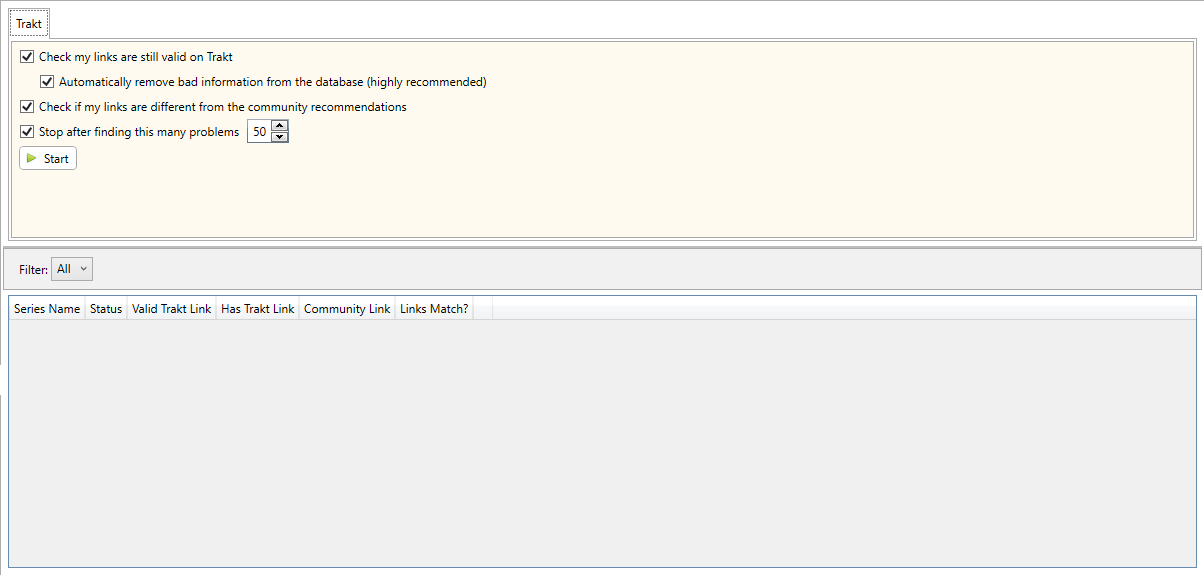 Trakt
Check my links are still valid on Trakt
Automatically remove bad information from the database (highly recommended)
Check if my links are different from the community recommendations
Stop after finding this many problems 50
Start
Filter: All
Series Name Status Valid Trakt Link Has Trakt Link Community Link Links Match?